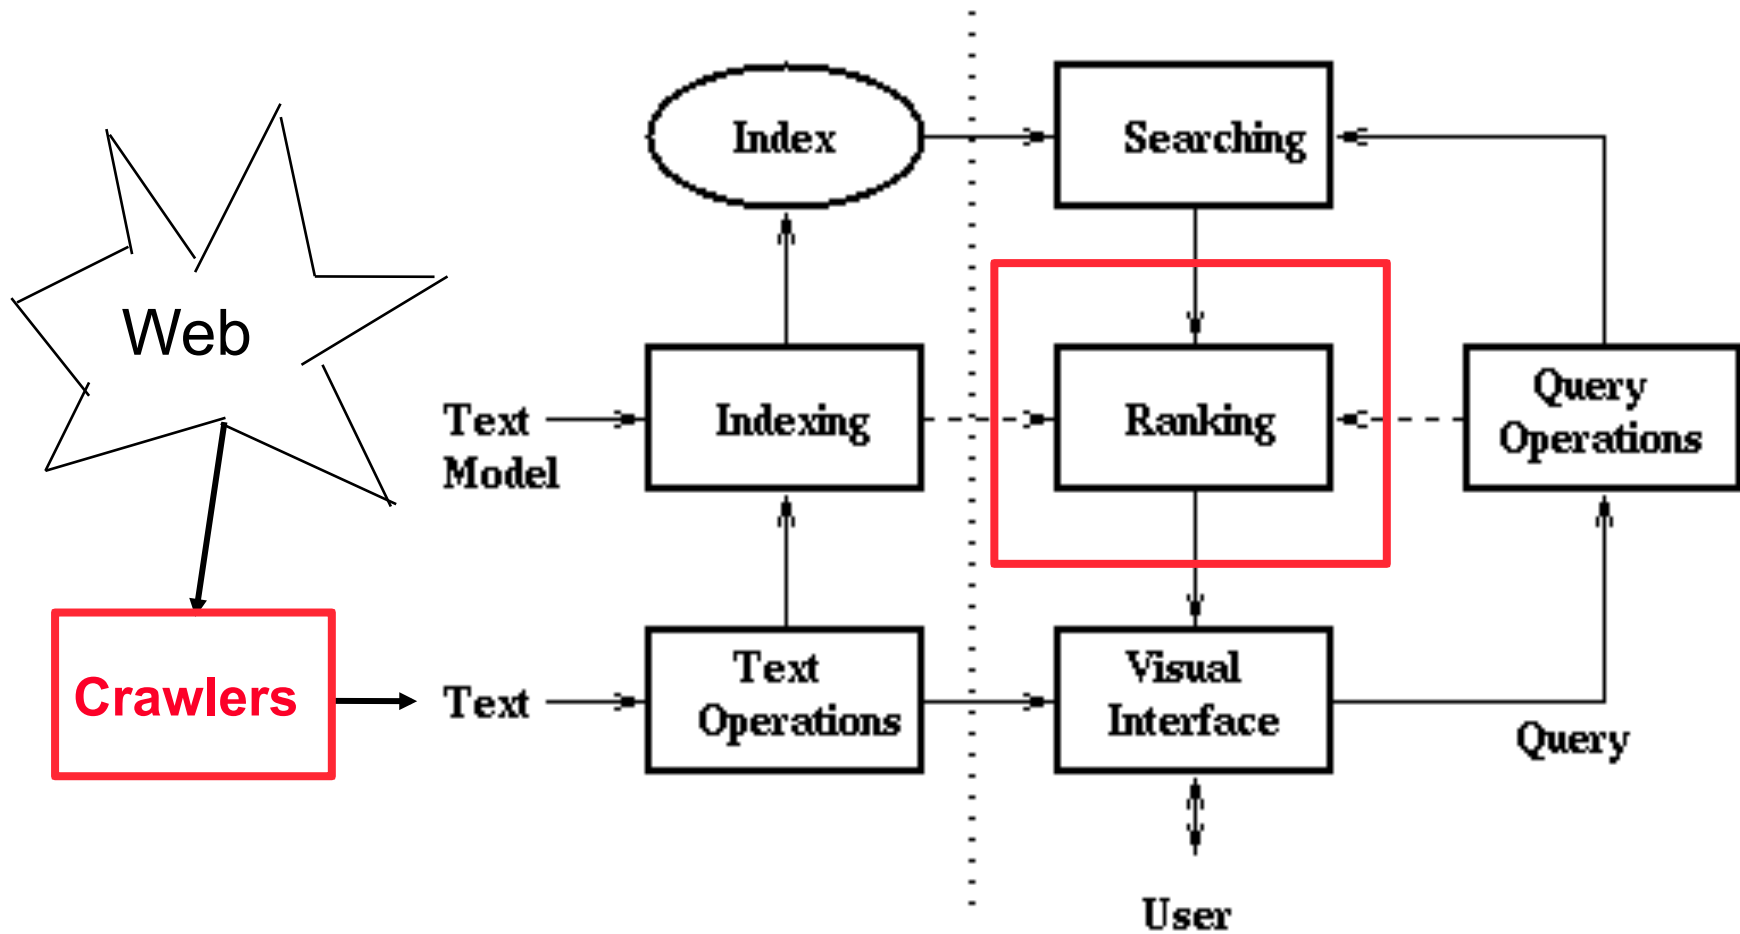 Index
Searching
Web
Text
Model
Indexing
Ranking
Query
Operations
Crawlers
Text
Text
Operations
Visual
Interface
Query
User